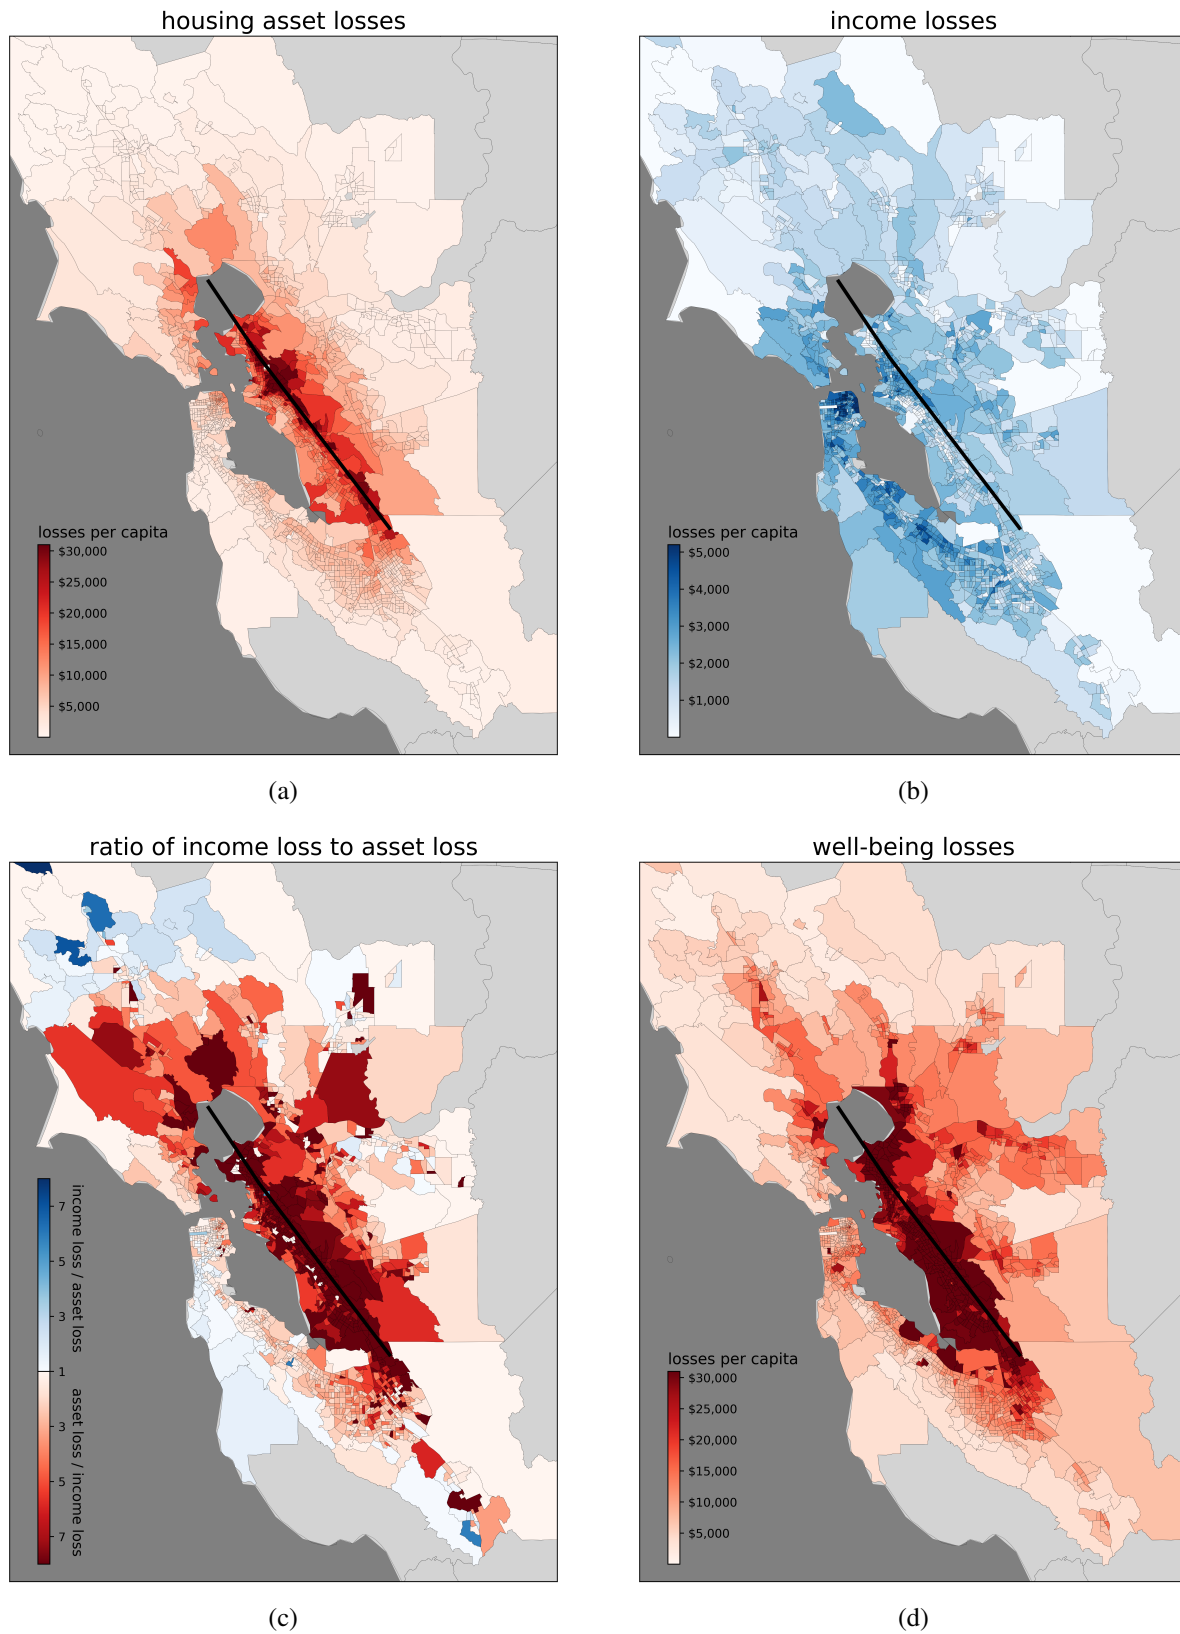 housing asset losses
income losses
losses per capita
$30,000
$25,000
$20,000
$15,000
$10,000
$5,000
losses per capita
$5,000
$4,000
$3,000
$2,000
$1,000
(a)
(b)
ratio of income loss to asset loss
well-being losses
7
5
3
1
3
5
7
income loss / asset loss
asset loss / income loss
losses per capita
$30,000
$25,000
$20,000
$15,000
$10,000
$5,000
(c)
(d)